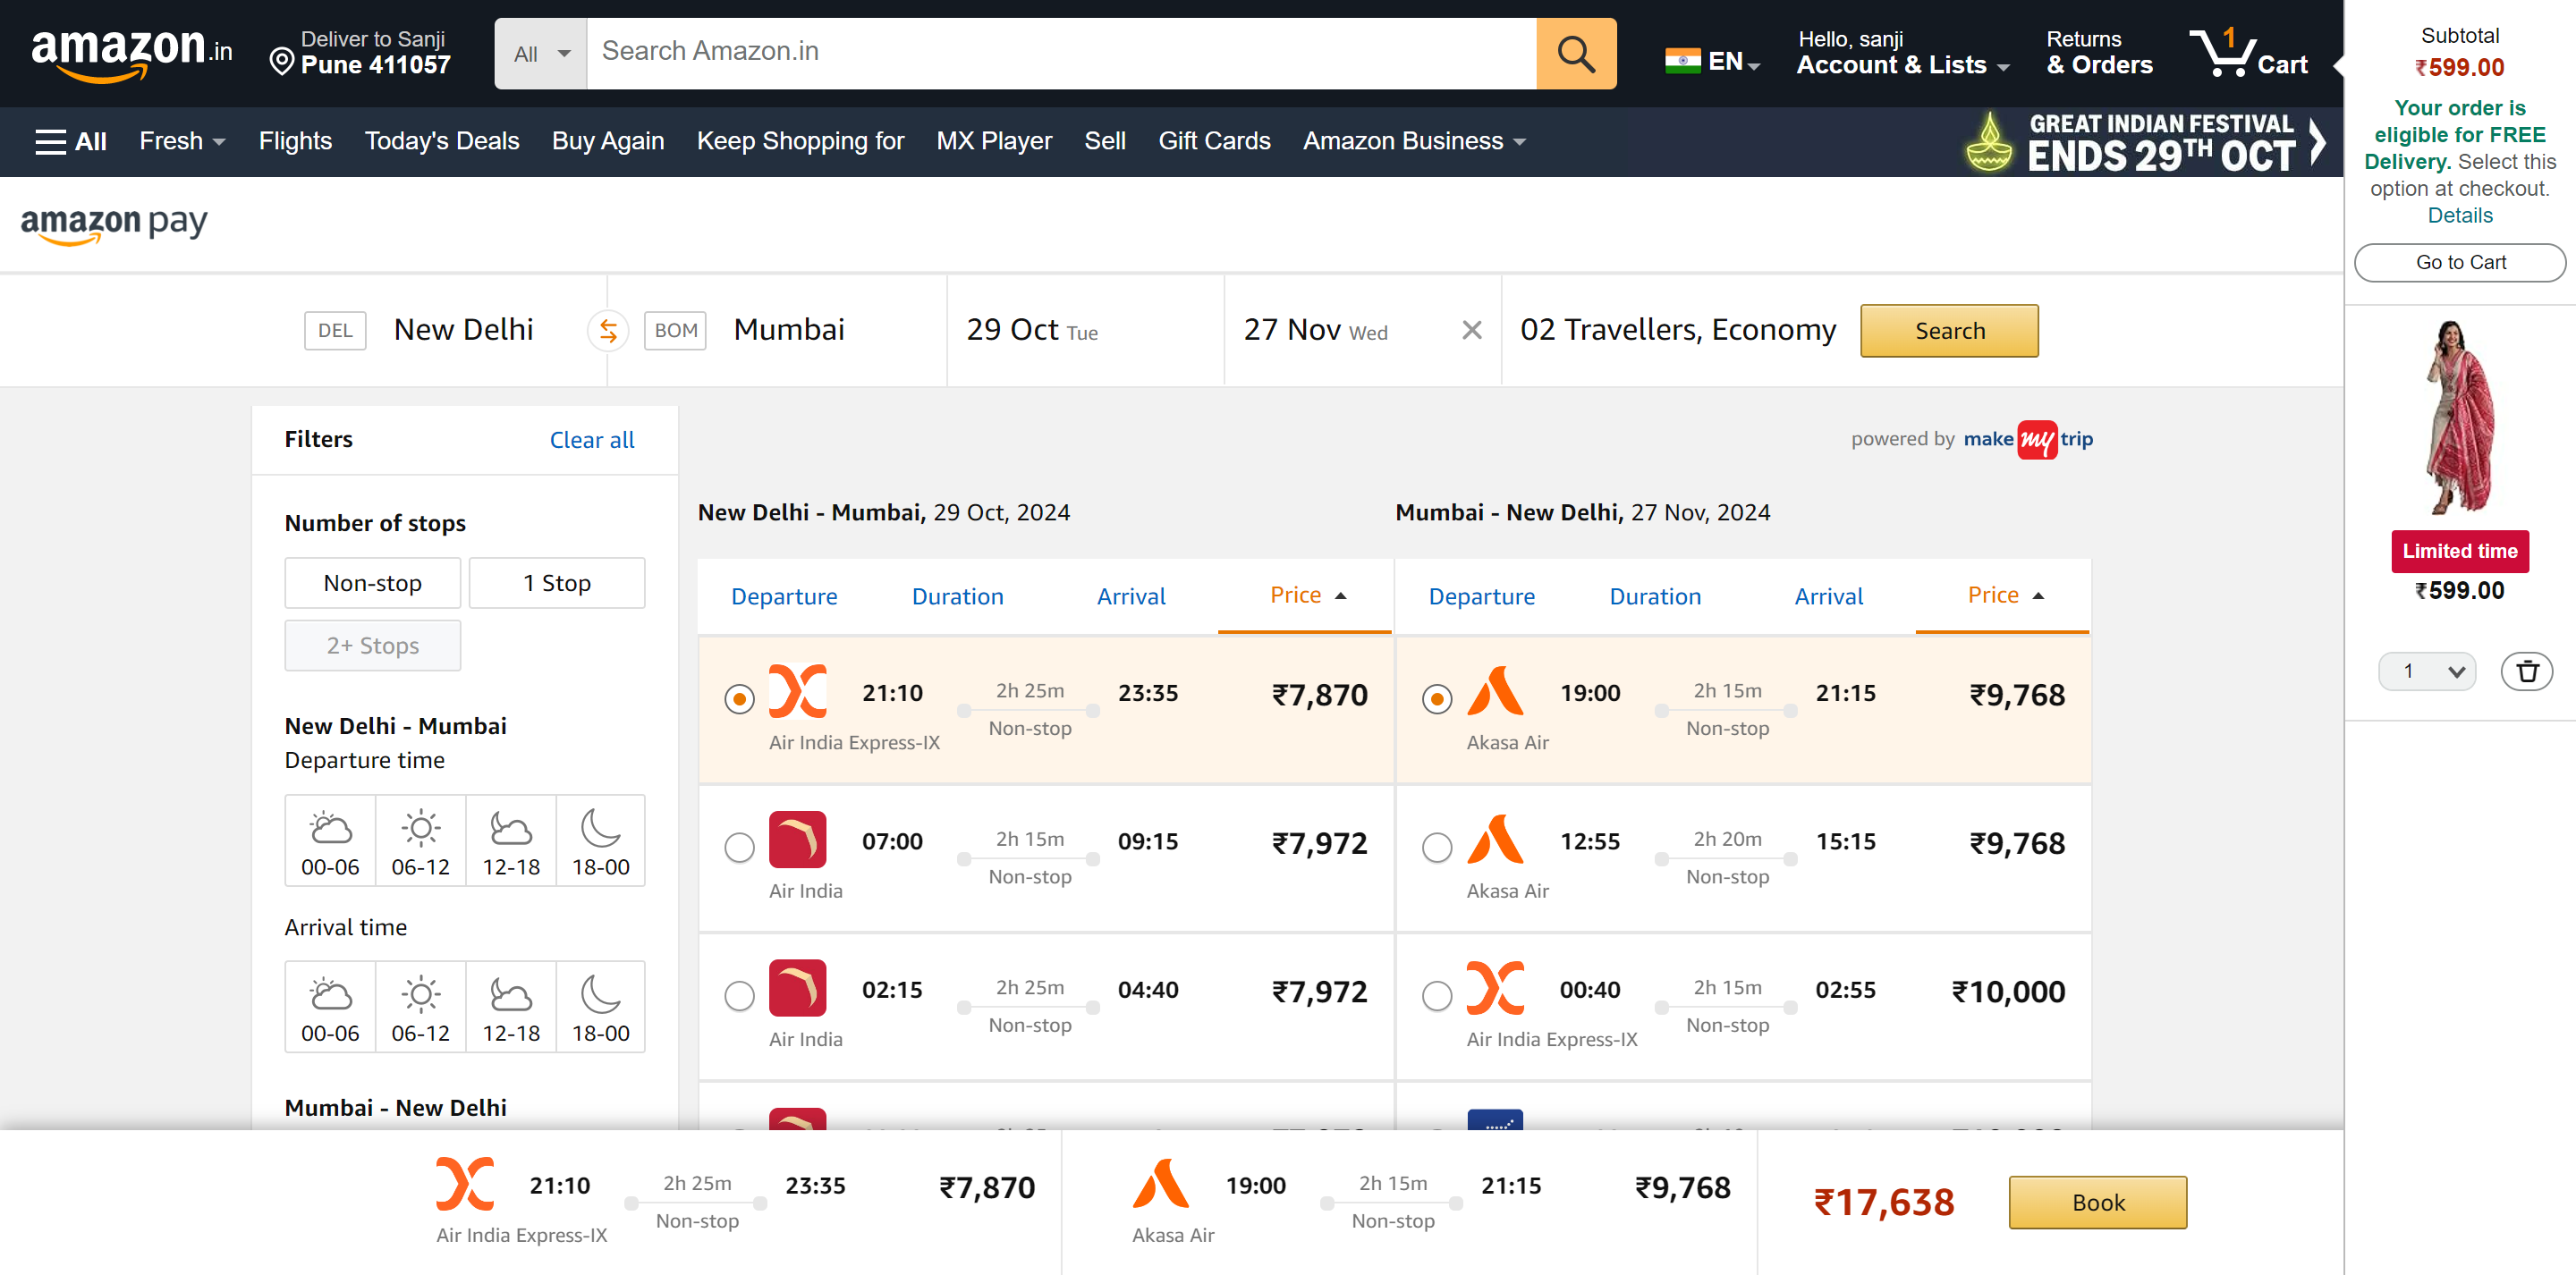 amazon.in
Deliver to Sanji
Pune 411057
All
Search Amazon.in
EN
Hello, sanji
Account & Lists
Returns
& Orders
1
Cart
All
Fresh
Flights
Today's Deals
Buy Again
Keep Shopping for
MX Player
Sell
Gift Cards
Amazon Business
GREAT INDIAN FESTIVAL
ENDS 29TH OCT
Subtotal
₹599.00
Your order is
eligible for FREE
Delivery. Select this
option at checkout.
Details
Go to Cart
Limited time
₹599.00
1
amazon pay
DEL New Delhi
BOM Mumbai
29 Oct Tue
27 Nov Wed
02 Travellers, Economy
Search
Filters
Clear all
Number of stops
Non-stop
1 Stop
2+ Stops
New Delhi - Mumbai
Departure time
00-06
06-12
12-18
18-00
Arrival time
00-06
06-12
12-18
18-00
Mumbai - New Delhi
powered by make my trip
New Delhi - Mumbai, 29 Oct, 2024
Departure Duration Arrival Price
21:10 2h 25m 23:35 ₹7,870
Non-stop
Air India Express-IX
07:00 2h 15m 09:15 ₹7,972
Non-stop
Air India
02:15 2h 25m 04:40 ₹7,972
Non-stop
Air India
Mumbai - New Delhi, 27 Nov, 2024
Departure Duration Arrival Price
19:00 2h 15m 21:15 ₹9,768
Non-stop
Akasa Air
12:55 2h 20m 15:15 ₹9,768
Non-stop
Akasa Air
00:40 2h 15m 02:55 ₹10,000
Non-stop
Air India Express-IX
21:10 2h 25m 23:35 ₹7,870
Non-stop
Air India Express-IX
19:00 2h 15m 21:15 ₹9,768
Non-stop
Akasa Air
₹17,638
Book